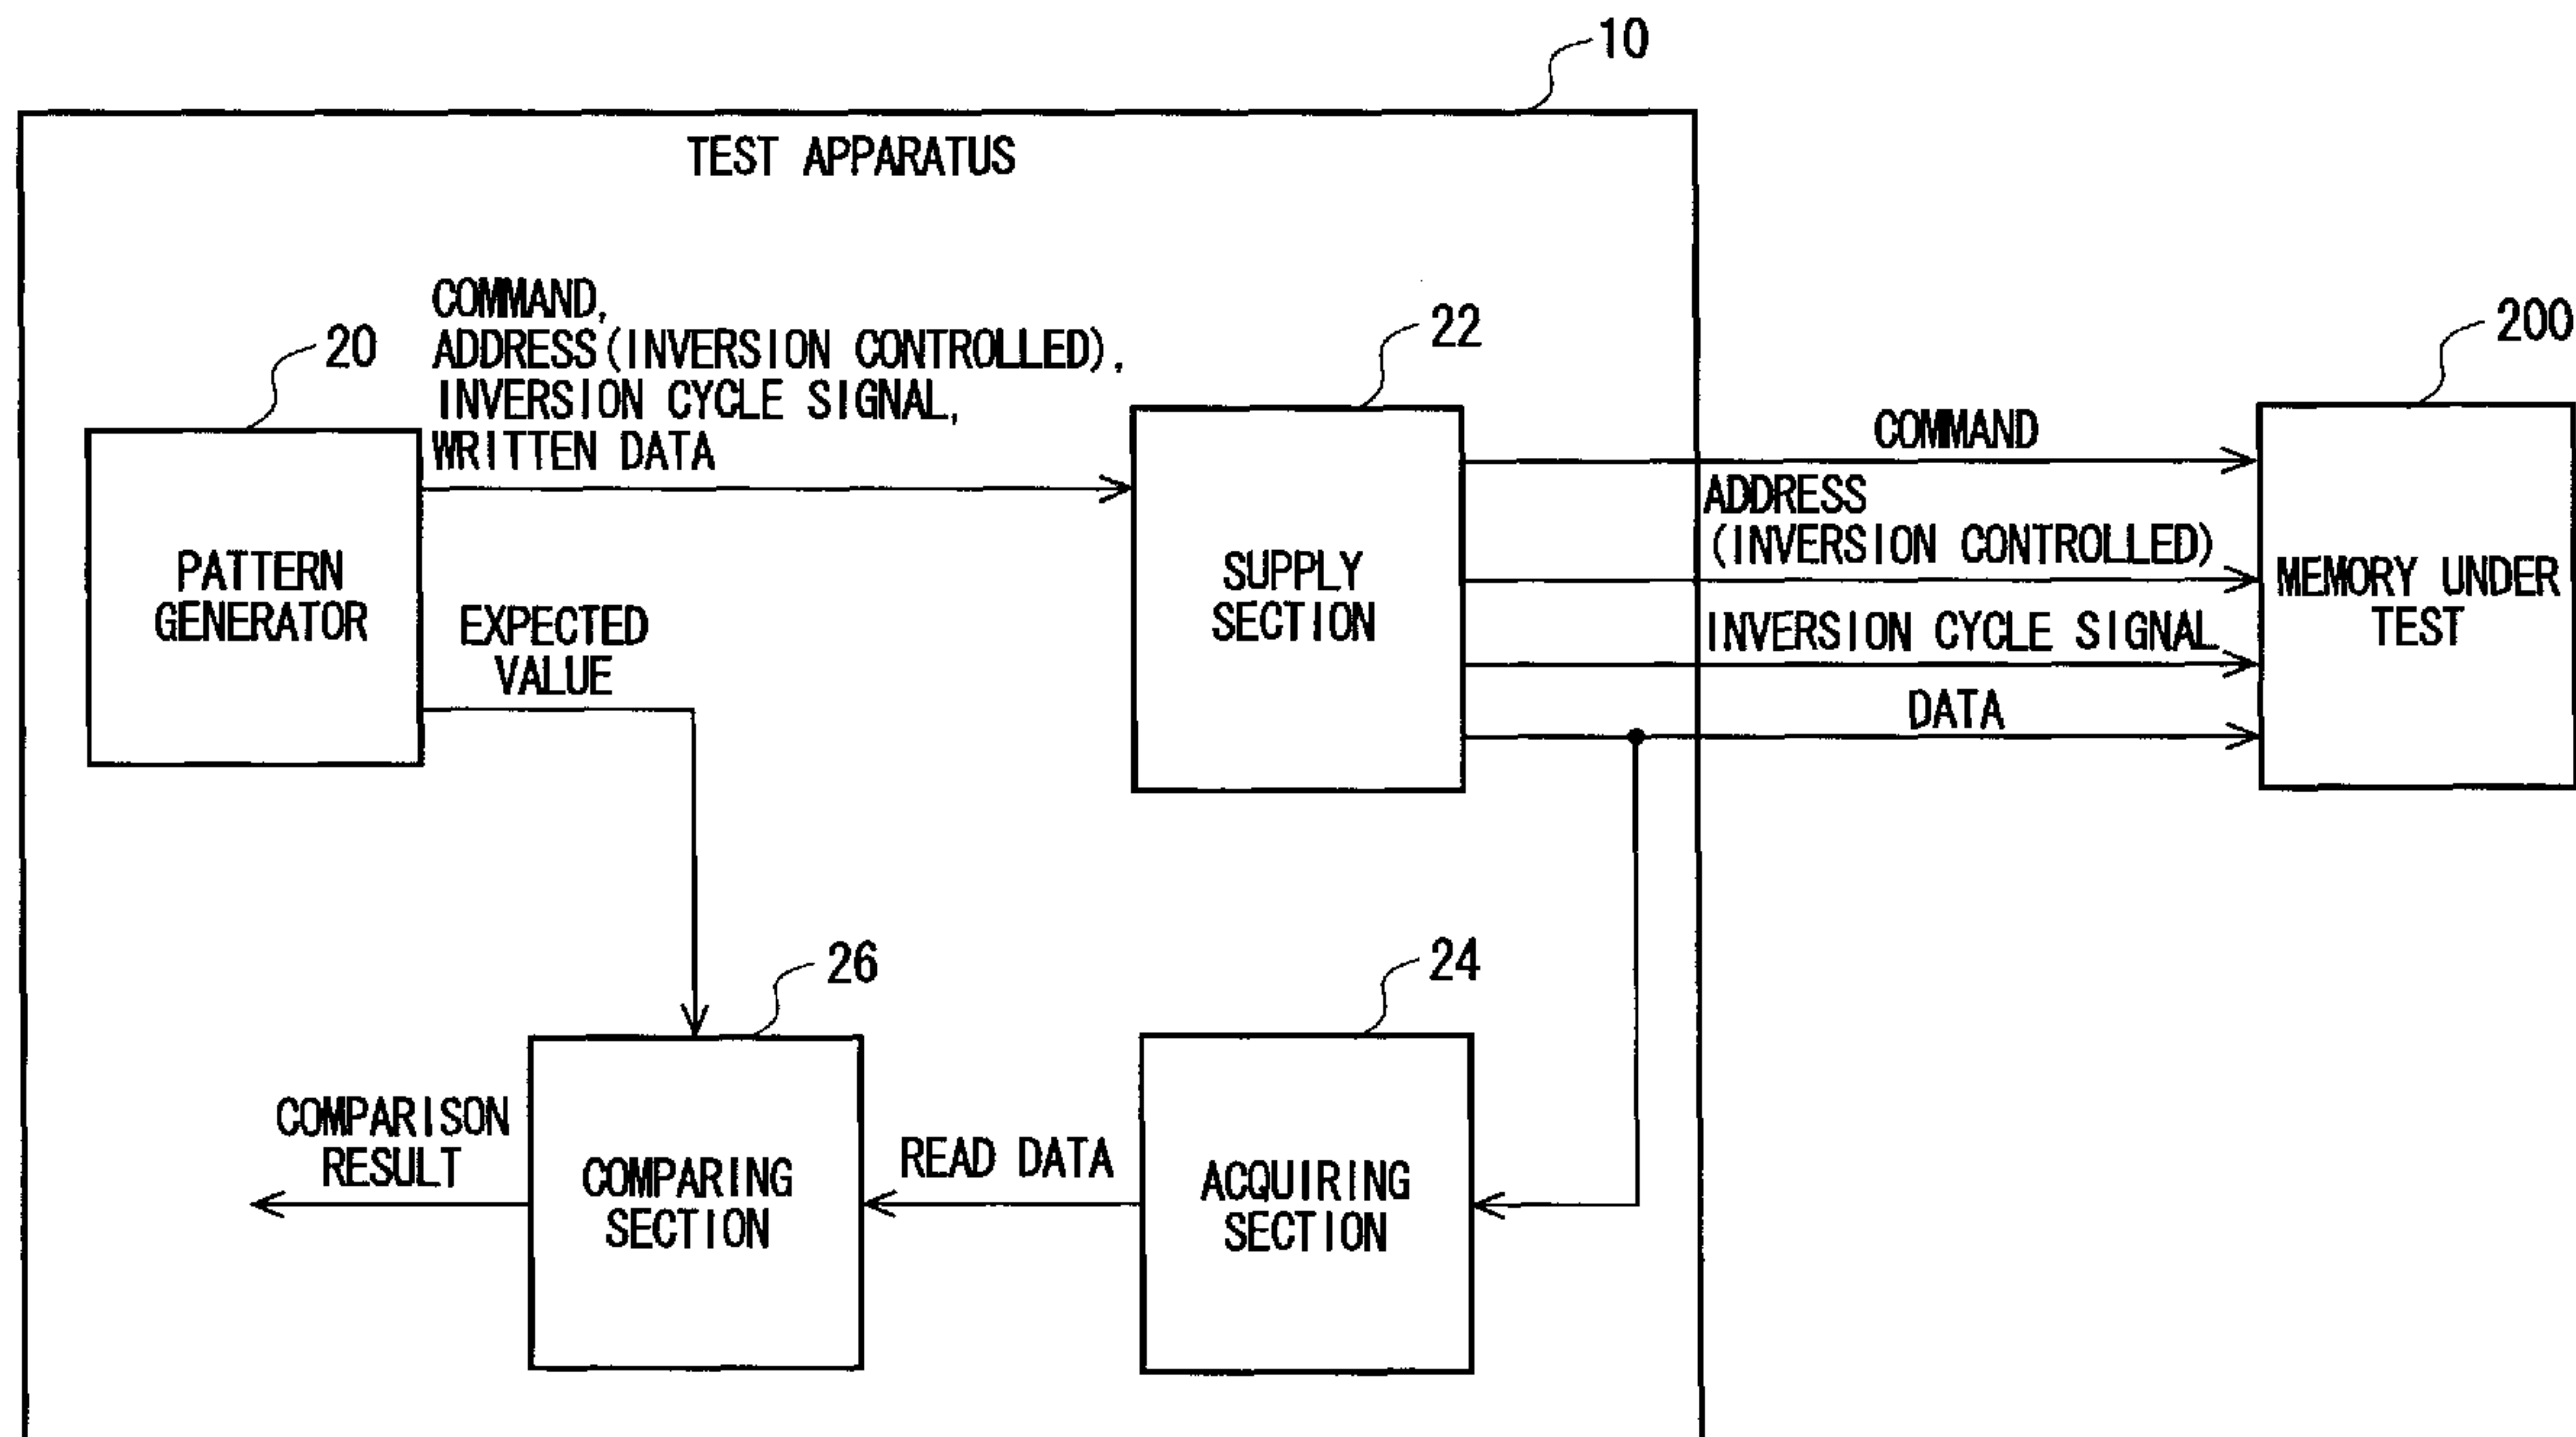 10
TEST APPARATUS
COMMAND,
ADDRESS(INVERSION CONTROLLED),
INVERSION CYCLE SIGNAL,
WRITTEN DATA
20
22
200
PATTERN
GENERATOR
SUPPLY
SECTION
COMMAND
ADDRESS
(INVERSION CONTROLLED)
INVERSION CYCLE SIGNAL
DATA
MEMORY UNDER
TEST
EXPECTED
VALUE
26
24
COMPARISON
RESULT
COMPARING
SECTION
READ DATA
ACQUIRING
SECTION